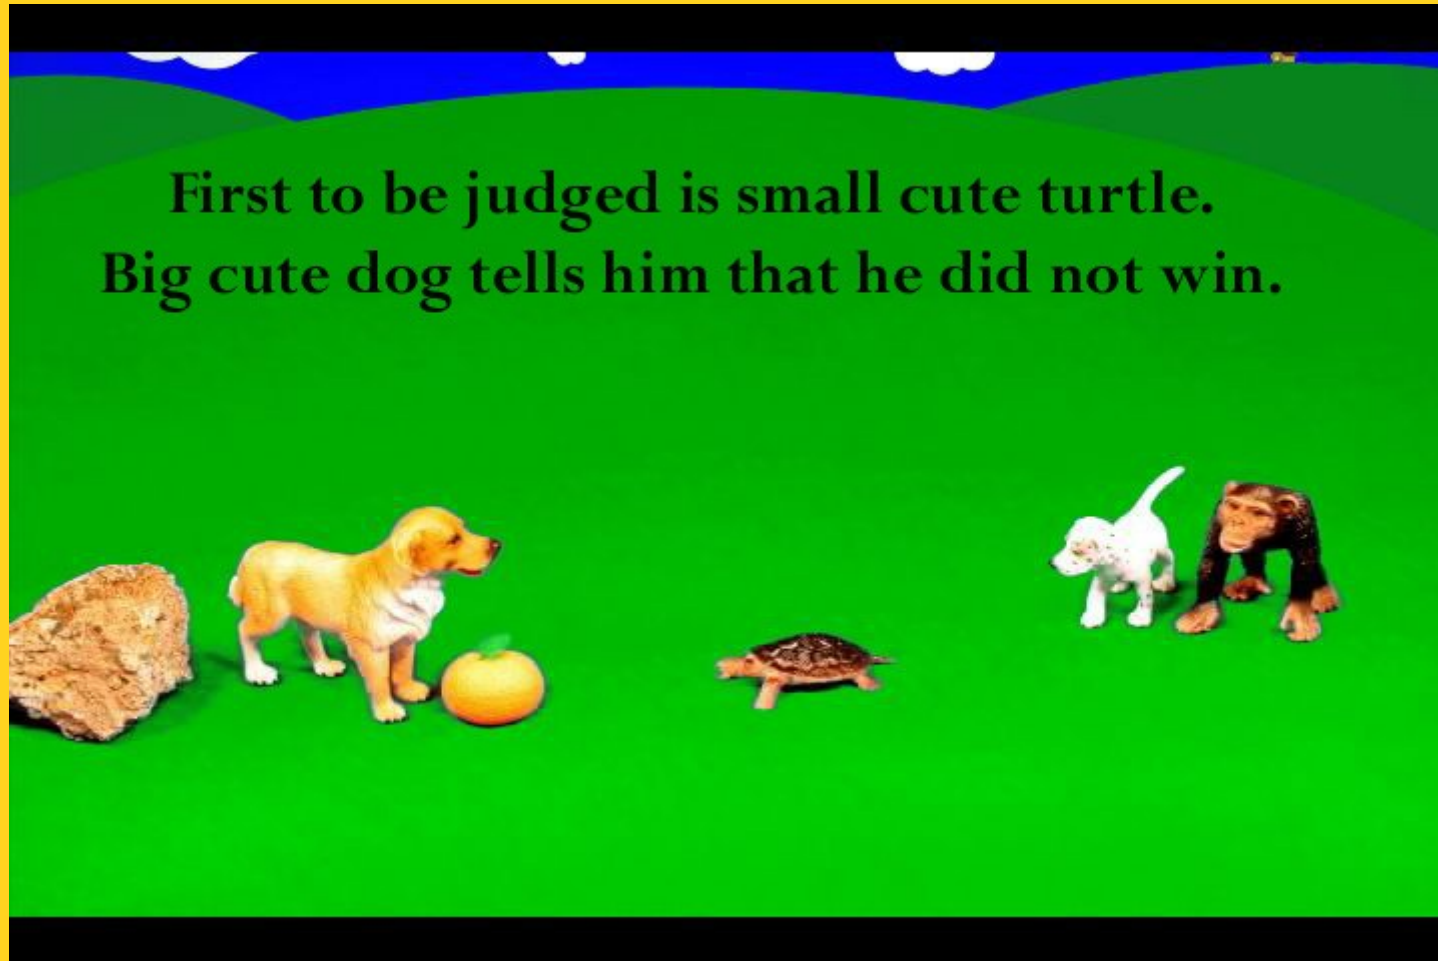 First to be judged is small cute turtle.
Big cute dog tells him that he did not win.